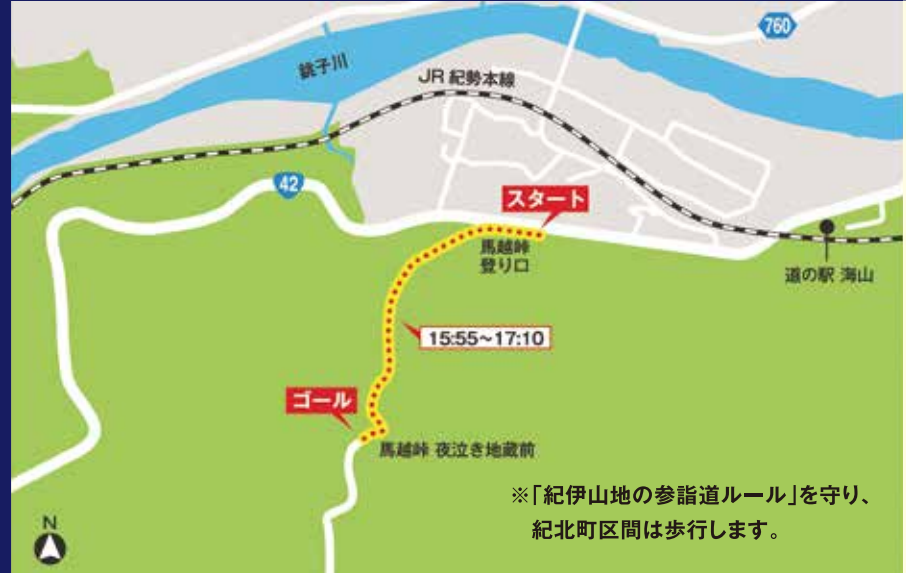 760
銚子川
JR 紀勢本線
42
スタート
馬越峠
登り口
道の駅 海山
15:55~17:10
ゴール
馬越峠 夜泣き地蔵前
※「紀伊山地の参詣道ルール」を守り、
紀北町区間は歩行します。
N